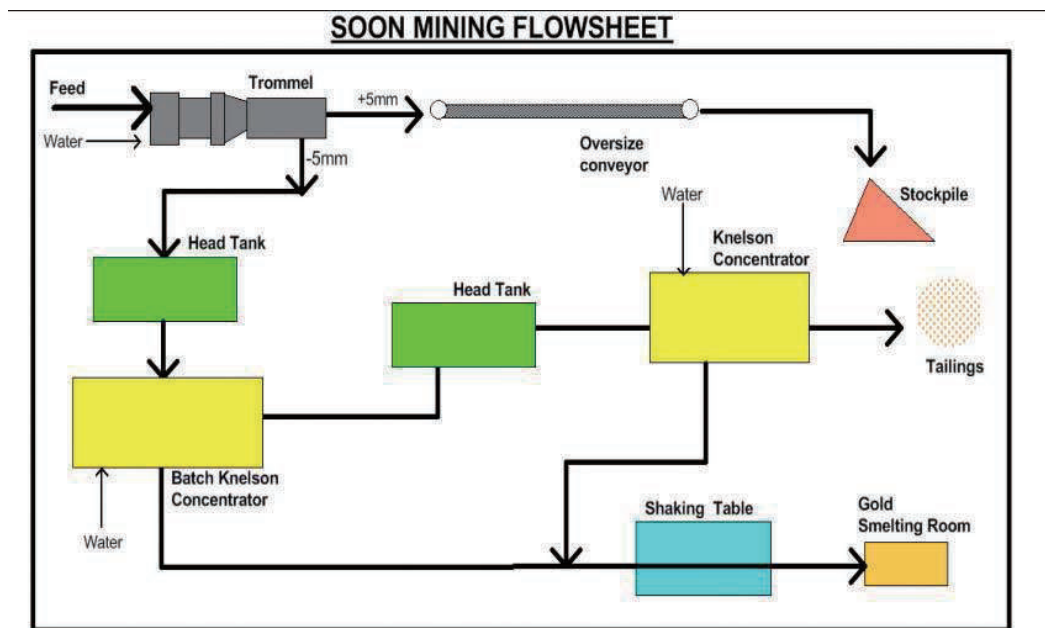 SOON MINING FLOWSHEET
Feed
Trommel
+5mm
Water
-5mm
Oversize
conveyor
Stockpile
Water
Head Tank
Knelson
Concentrator
Head Tank
Tailings
Batch Knelson
Concentrator
Water
Shaking Table
Gold
Smelting Room